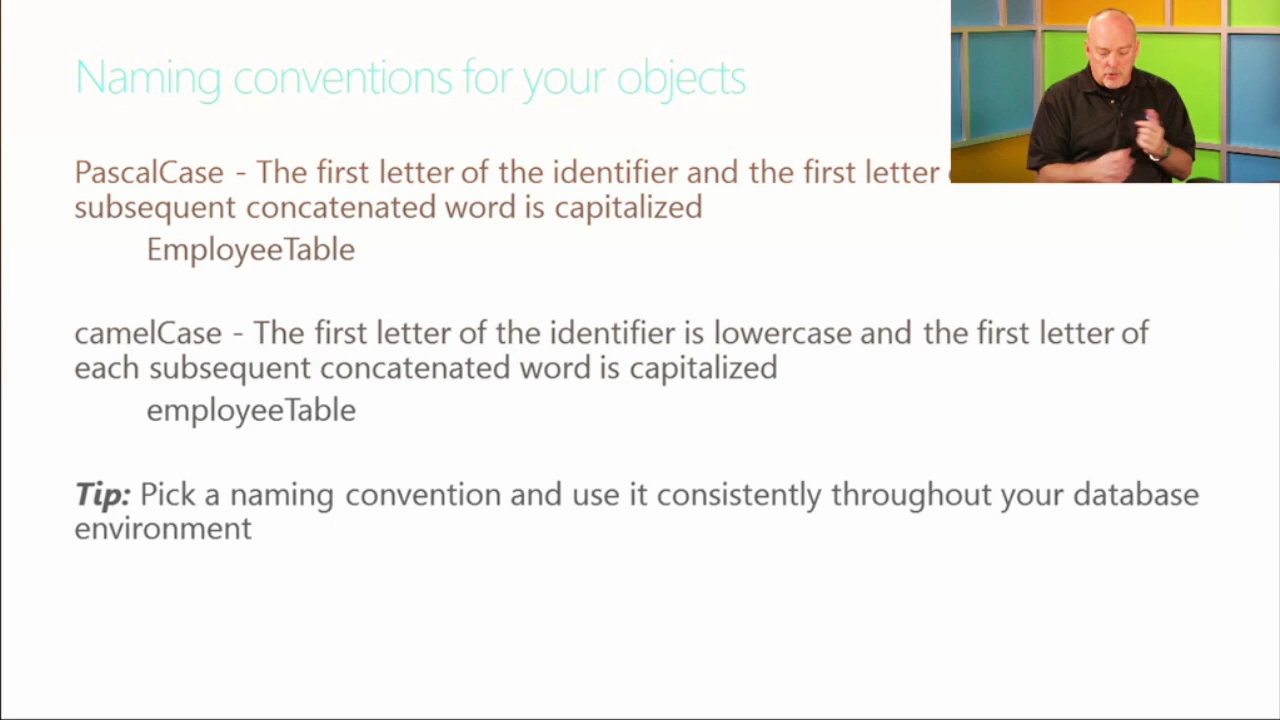 Naming conventions for your objects
PascalCase - The first letter of the identifier and the first letter
subsequent concatenated word is capitalized
EmployeeTable
camelCase - The first letter of the identifier is lowercase and the first letter of
each subsequent concatenated word is capitalized
employeeTable
Tip: Pick a naming convention and use it consistently throughout your database
environment